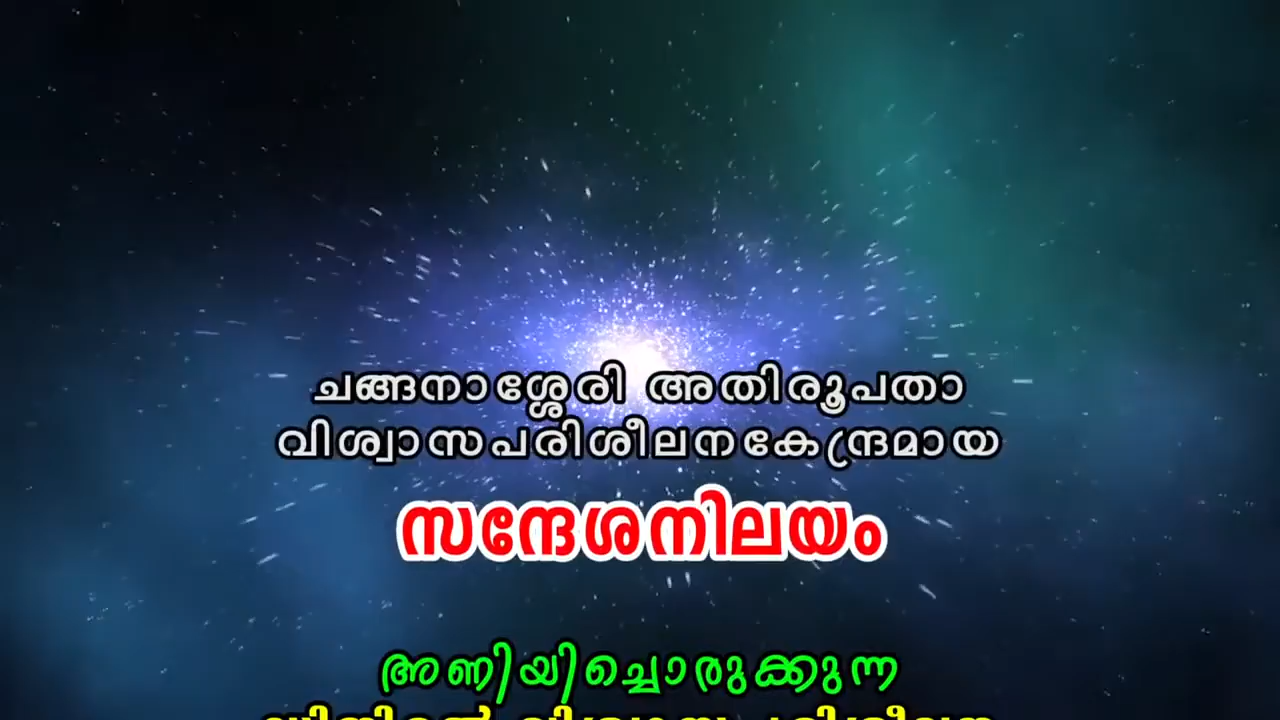 ചങ്ങനാശ്ശേരി അതിരൂപതാ
വിശ്വാസപരിശീലനകേന്ദ്രമായ
സന്ദേശനിലയം
അണിയിച്ചൊരുക്കുന്ന